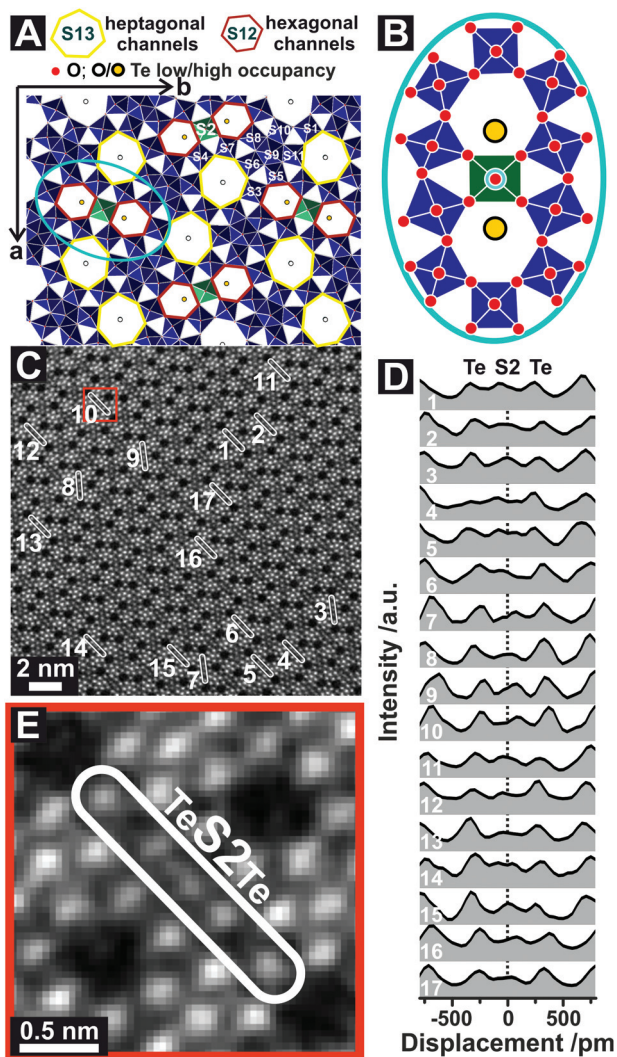 A
S13 heptagonal channels
S12 hexagonal channels
O; O/O Te low/high occupancy
b
a
S2
S4
S7
S8
S10
S1
S6
S9
S11
S5
S3
B
C
11
10
2
12
1
9
8
17
13
16
3
6
14
15
7
5
4
2 nm
D
Te S2 Te
1
2
3
4
5
6
7
8
9
10
11
12
13
14
15
16
17
Intensity /a.u.
-500 0 500
Displacement /pm
E
TeS2Te
0.5 nm